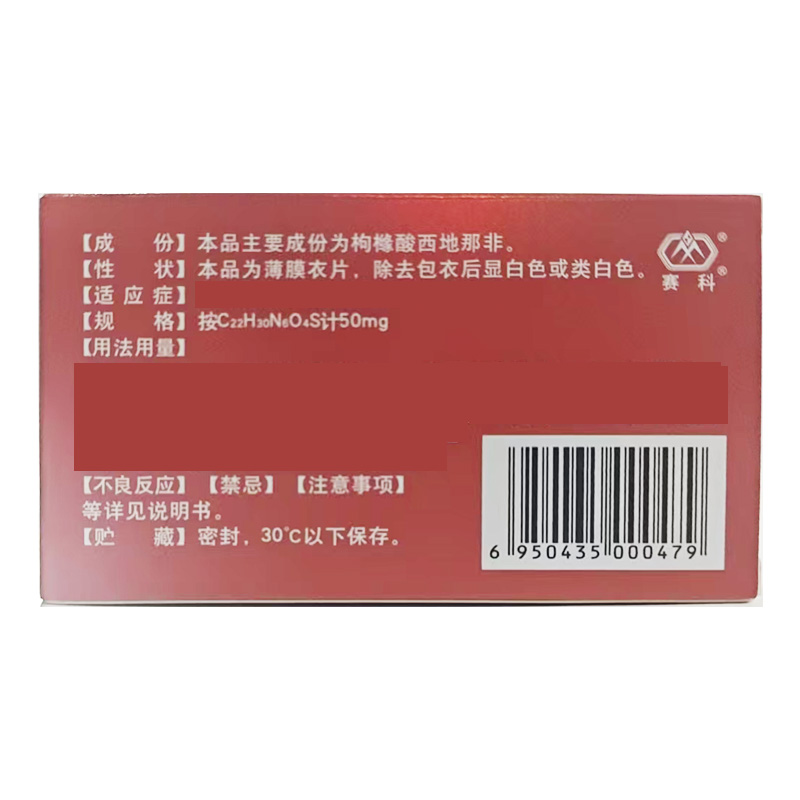 【成　　份】本品主要成份为枸橼酸西地那非。
【性　　状】本品为薄膜衣片，除去包衣后显白色或类白色。
【适 应 症】
【规　　格】按C₂₂H₃₀N₆O₄S计50mg
【用法用量】
【不良反应】【禁忌】【注意事项】
等详见说明书。
【贮　　藏】密封，30℃以下保存。
® 
赛科®
6 950435 000479